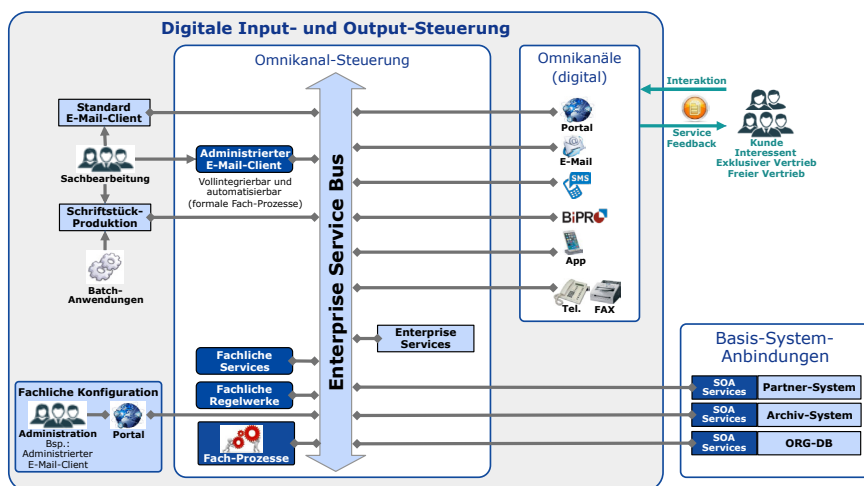 Digitale Input- und Output-Steuerung
Omnikanal-Steuerung
Omnikanäle
(digital)
Standard
E-Mail-Client
Sachbearbeitung
Administrierter
E-Mail-Client
Vollintegrierbar und
automatisierbar
(formale Fach-Prozesse)
Schriftstück-
Produktion
Batch-
Anwendungen
Enterprise Service Bus
Portal
E-Mail
SMS
BiPRO
App
Tel.
FAX
Interaktion
Service
Feedback
Kunde
Interessent
Exklusiver Vertrieb
Freier Vertrieb
Enterprise
Services
Fachliche
Services
Fachliche
Regelwerke
Fach-Prozesse
Fachliche Konfiguration
Administration
Bsp.:
Administrierter
E-Mail-Client
Portal
Basis-System-
Anbindungen
SOA
Services
Partner-System
SOA
Services
Archiv-System
SOA
Services
ORG-DB